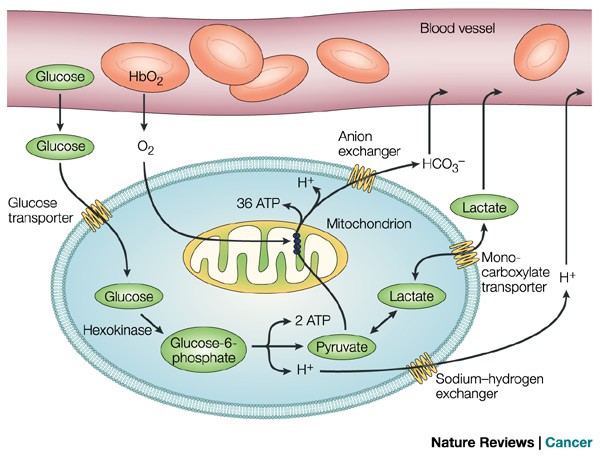 Blood vessel
Glucose
HbO₂
Glucose
O₂
Anion
exchanger
HCO₃⁻
H⁺
Glucose
transporter
36 ATP
Mitochondrion
Lactate
Mono-
carboxylate
transporter
H⁺
Glucose
Lactate
Hexokinase
2 ATP
Glucose-6-
phosphate
Pyruvate
H⁺
Sodium–hydrogen
exchanger
Nature Reviews | Cancer